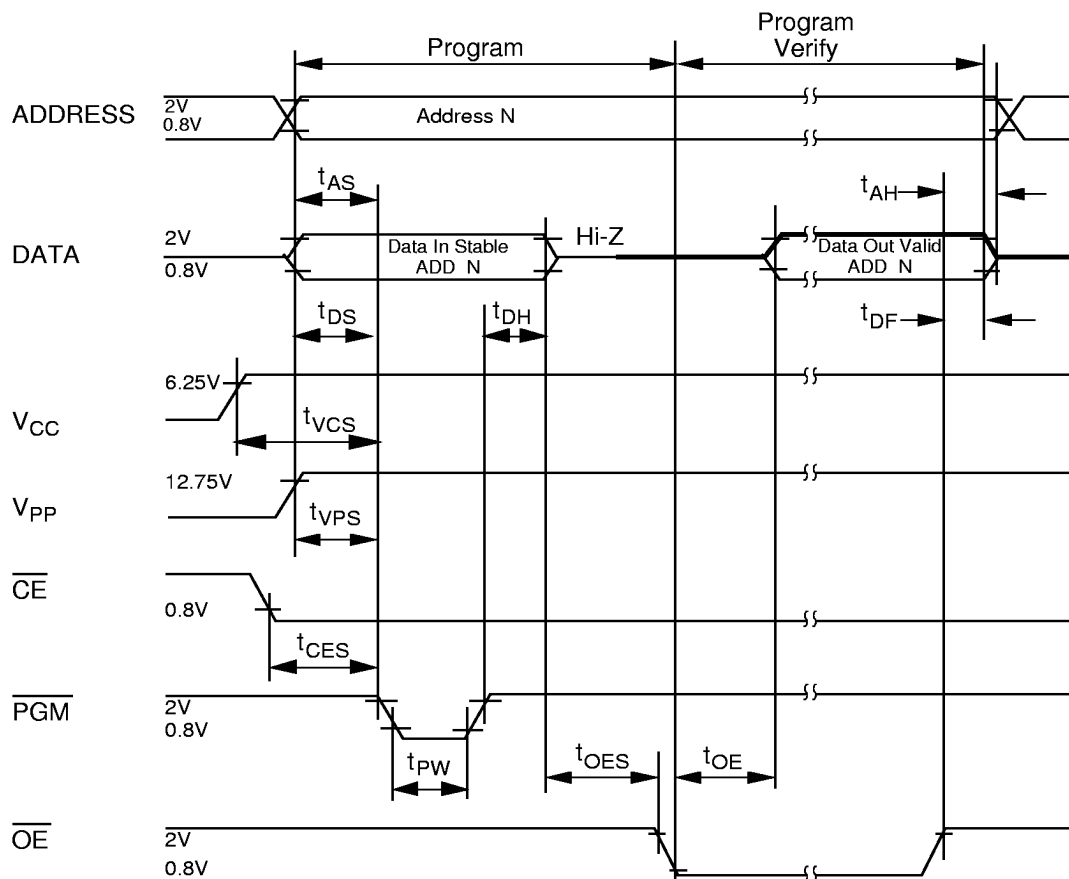 Program
Program
Verify
ADDRESS
2V
0.8V
Address N
tAS
tAH
DATA
2V
0.8V
Data In Stable
ADD N
Hi-Z
Data Out Valid
ADD N
tDS
tDH
tDF
VCC
6.25V
tVCS
VPP
12.75V
tVPS
CE
0.8V
tCES
PGM
2V
0.8V
tPW
tOES
tOE
OE
2V
0.8V